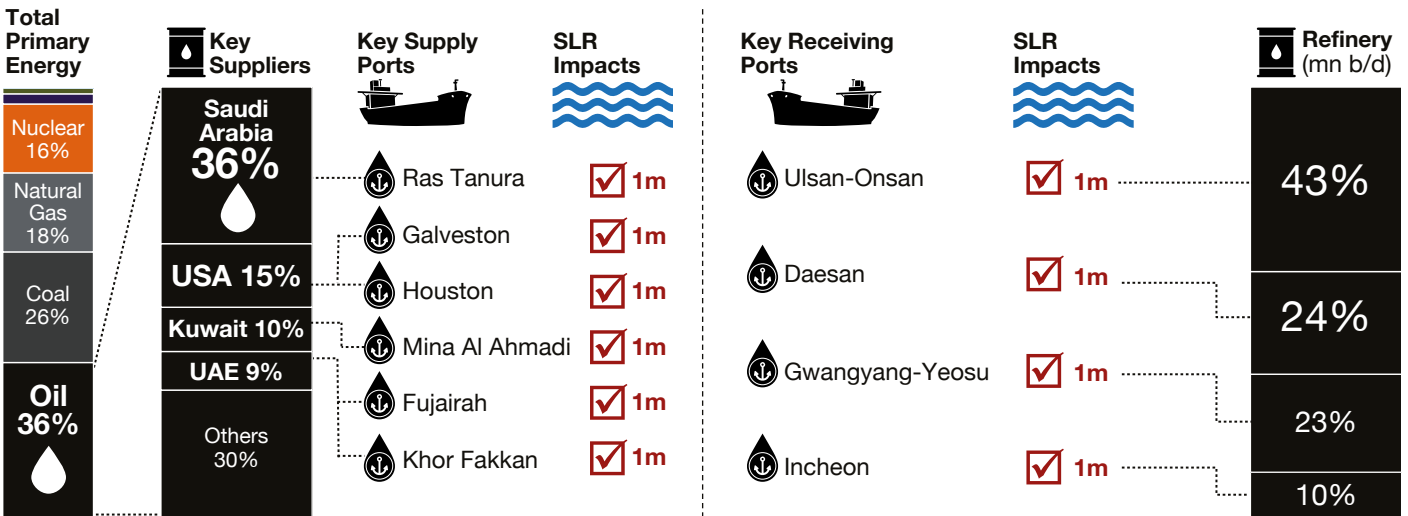 Total
Primary
Energy
Nuclear
16%
Natural
Gas
18%
Coal
26%
Oil
36%
Key
Suppliers
Saudi
Arabia
36%
USA 15%
Kuwait 10%
UAE 9%
Others
30%
Key Supply
Ports
SLR
Impacts
Ras Tanura 1m
Galveston 1m
Houston 1m
Mina Al Ahmadi 1m
Fujairah 1m
Khor Fakkan 1m
Key Receiving
Ports
SLR
Impacts
Ulsan-Onsan 1m
Daesan 1m
Gwangyang-Yeosu 1m
Incheon 1m
Refinery
(mn b/d)
43%
24%
23%
10%